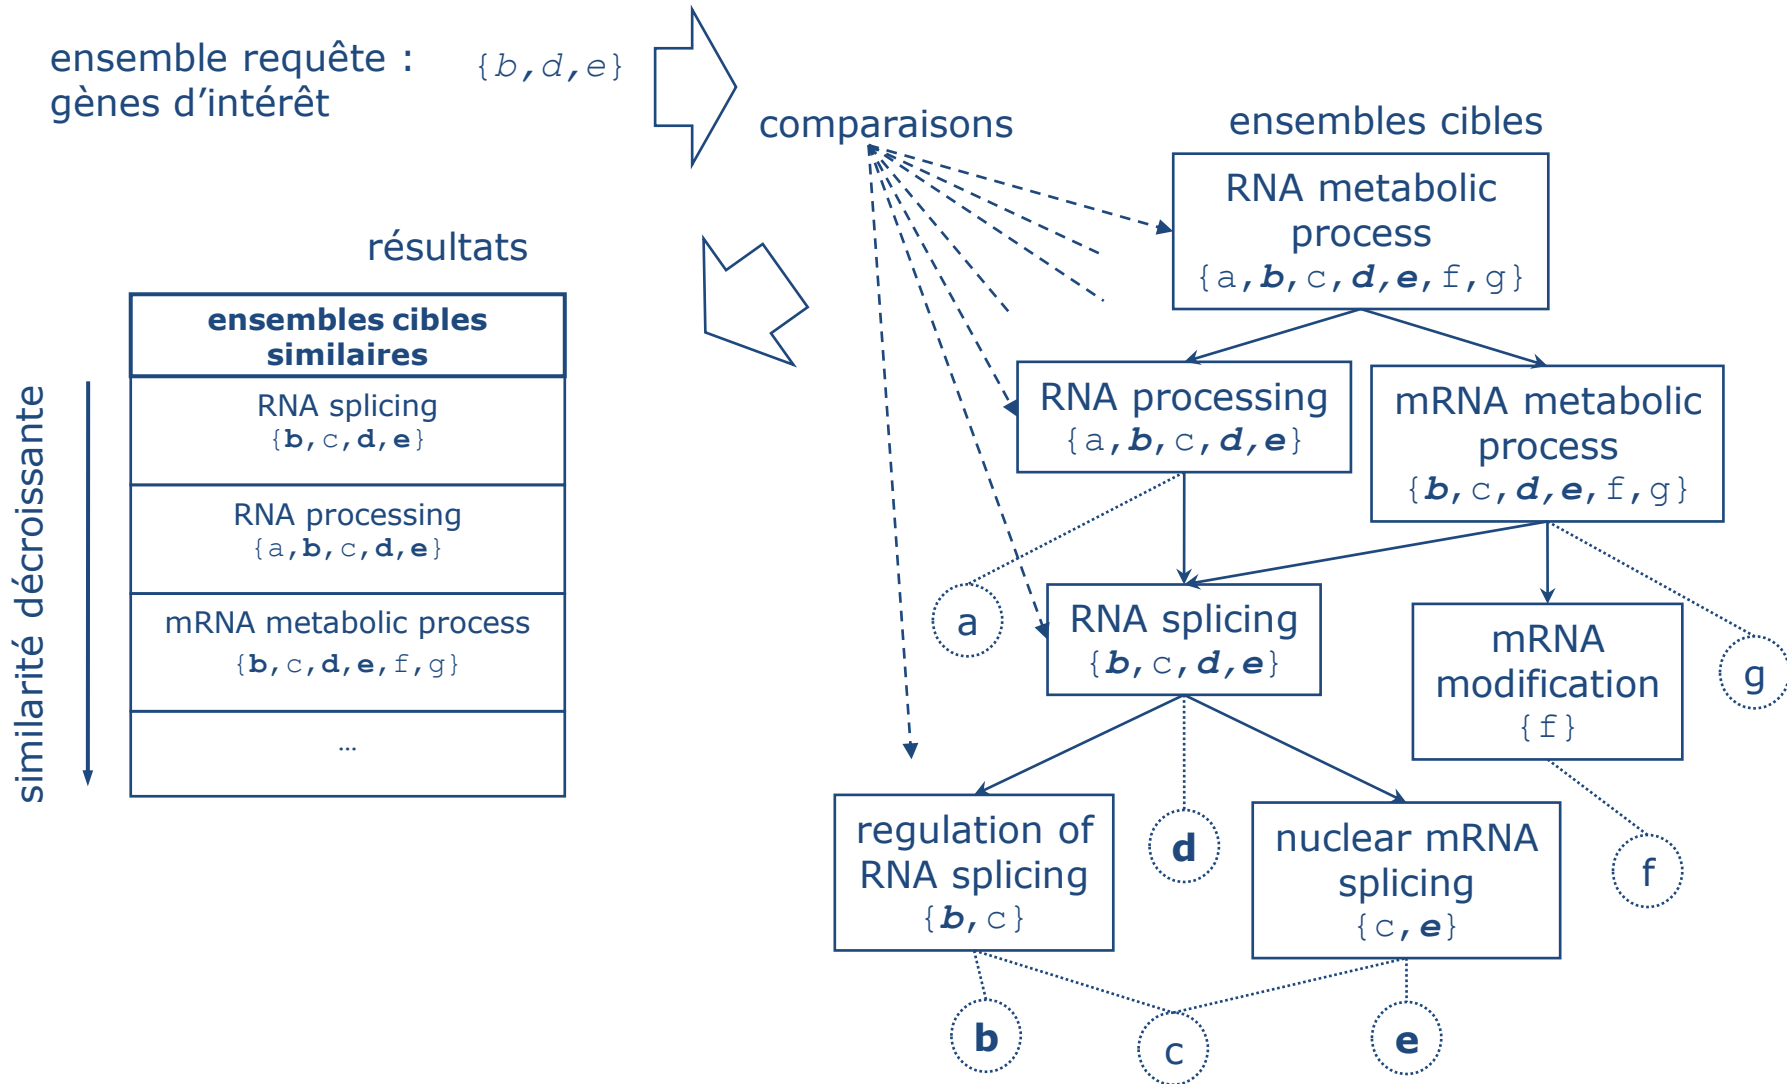 ensemble requête :
{b,d,e}
gènes d’intérêt
comparaisons
ensembles cibles
RNA metabolic
process
{a,b,c,d,e,f,g}
résultats
ensembles cibles
similaires
RNA splicing
{b,c,d,e}
RNA processing
{a,b,c,d,e}
mRNA metabolic process
{b,c,d,e,f,g}
…
similarité décroissante
RNA processing
{a,b,c,d,e}
mRNA metabolic
process
{b,c,d,e,f,g}
a
RNA splicing
{b,c,d,e}
mRNA
modification
{f}
g
regulation of
RNA splicing
{b,c}
d
nuclear mRNA
splicing
{c,e}
f
b
c
e